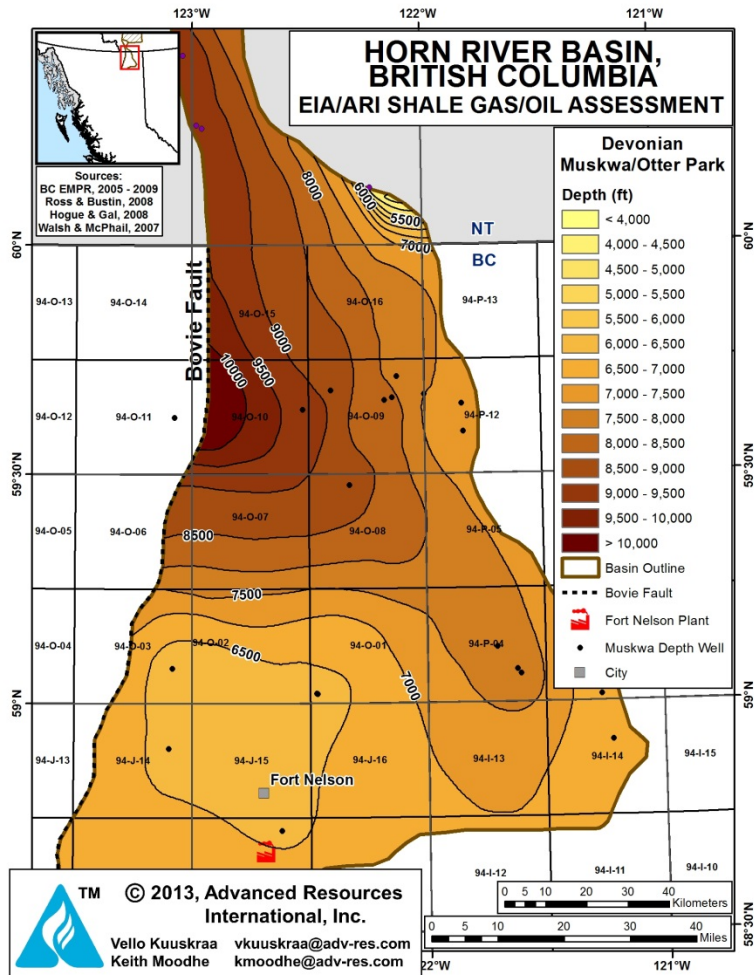 123°W
122°W
121°W
HORN RIVER BASIN,
BRITISH COLUMBIA
EIA/ARI SHALE GAS/OIL ASSESSMENT
Sources:
BC EMPR, 2005 - 2009
Ross & Bustin, 2008
Hogue & Gal, 2008
Walsh & McPhail, 2007
Devonian
Muskwa/Otter Park
Depth (ft)
< 4,000
4,000 - 4,500
4,500 - 5,000
5,000 - 5,500
5,500 - 6,000
6,000 - 6,500
6,500 - 7,000
7,000 - 7,500
7,500 - 8,000
8,000 - 8,500
8,500 - 9,000
9,000 - 9,500
9,500 - 10,000
> 10,000
Basin Outline
Bovie Fault
Fort Nelson Plant
Muskwa Depth Well
City
8000
6000
5500
7000
NT
BC
60°N
60°N
94-O-13
94-O-14
94-O-15
94-O-16
94-P-13
Bovie Fault
9000
9500
10000
94-O-12
94-O-11
94-O-10
94-O-09
94-P-12
59°30'N
59°30'N
94-O-05
94-O-06
94-O-07
94-O-08
94-P-05
8500
7500
94-O-04
94-O-03
94-O-02
94-O-01
94-P-04
6500
7000
59°N
59°N
94-J-13
94-J-14
94-J-15
94-J-16
94-I-13
94-I-14
94-I-15
Fort Nelson
94-I-12
94-I-11
94-I-10
0 5 10 20 30 40
Kilometers
0 5 10 20 30 40
Miles
58°30'N
122°W
121°W
TM
© 2013, Advanced Resources
International, Inc.
Vello Kuuskraa vkuuskraa@adv-res.com
Keith Moodhe kmoodhe@adv-res.com